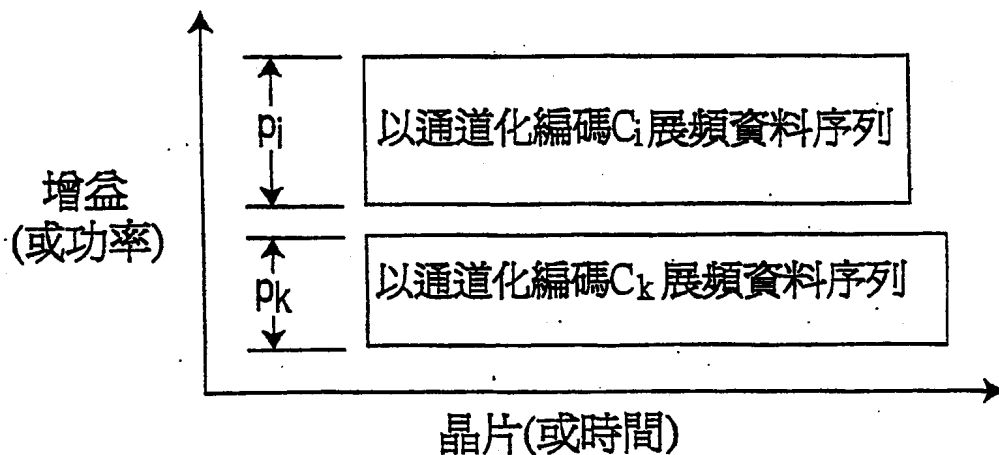 pi
以通道化編碼Ci展頻資料序列
增益
(或功率)
pk
以通道化編碼Ck展頻資料序列
晶片(或時間)